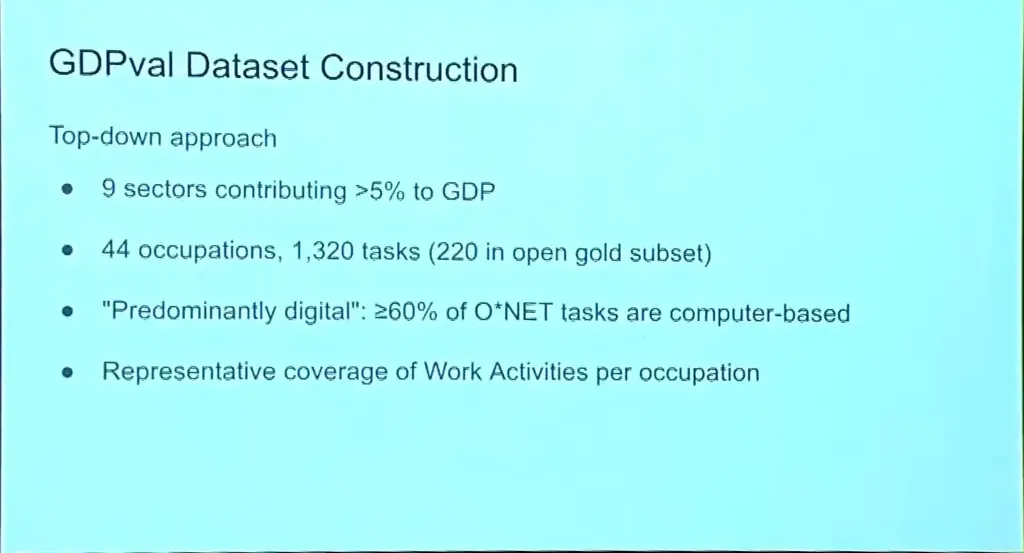 GDPval Dataset Construction
Top-down approach
• 9 sectors contributing >5% to GDP
• 44 occupations, 1,320 tasks (220 in open gold subset)
• "Predominantly digital": ≥60% of O*NET tasks are computer-based
• Representative coverage of Work Activities per occupation